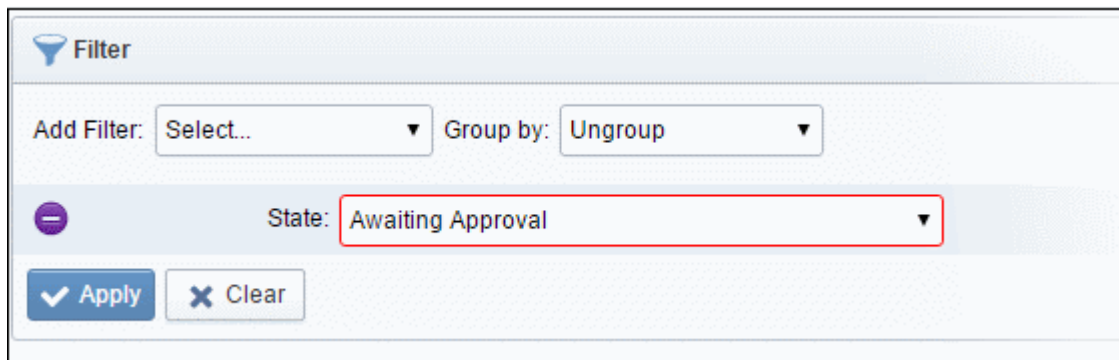 Filter
Add Filter: Select... Group by: Ungroup
State: Awaiting Approval
Apply Clear